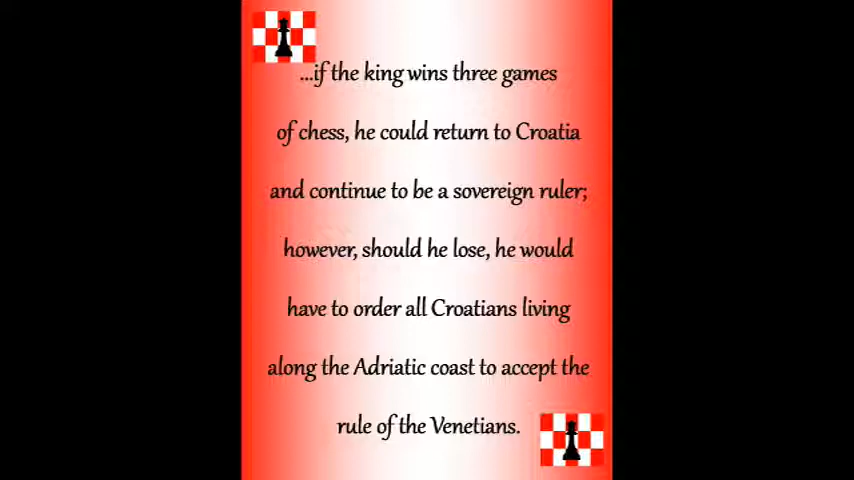 ...if the king wins three games
of chess, he could return to Croatia
and continue to be a sovereign ruler;
however, should he lose, he would
have to order all Croatians living
along the Adriatic coast to accept the
rule of the Venetians.